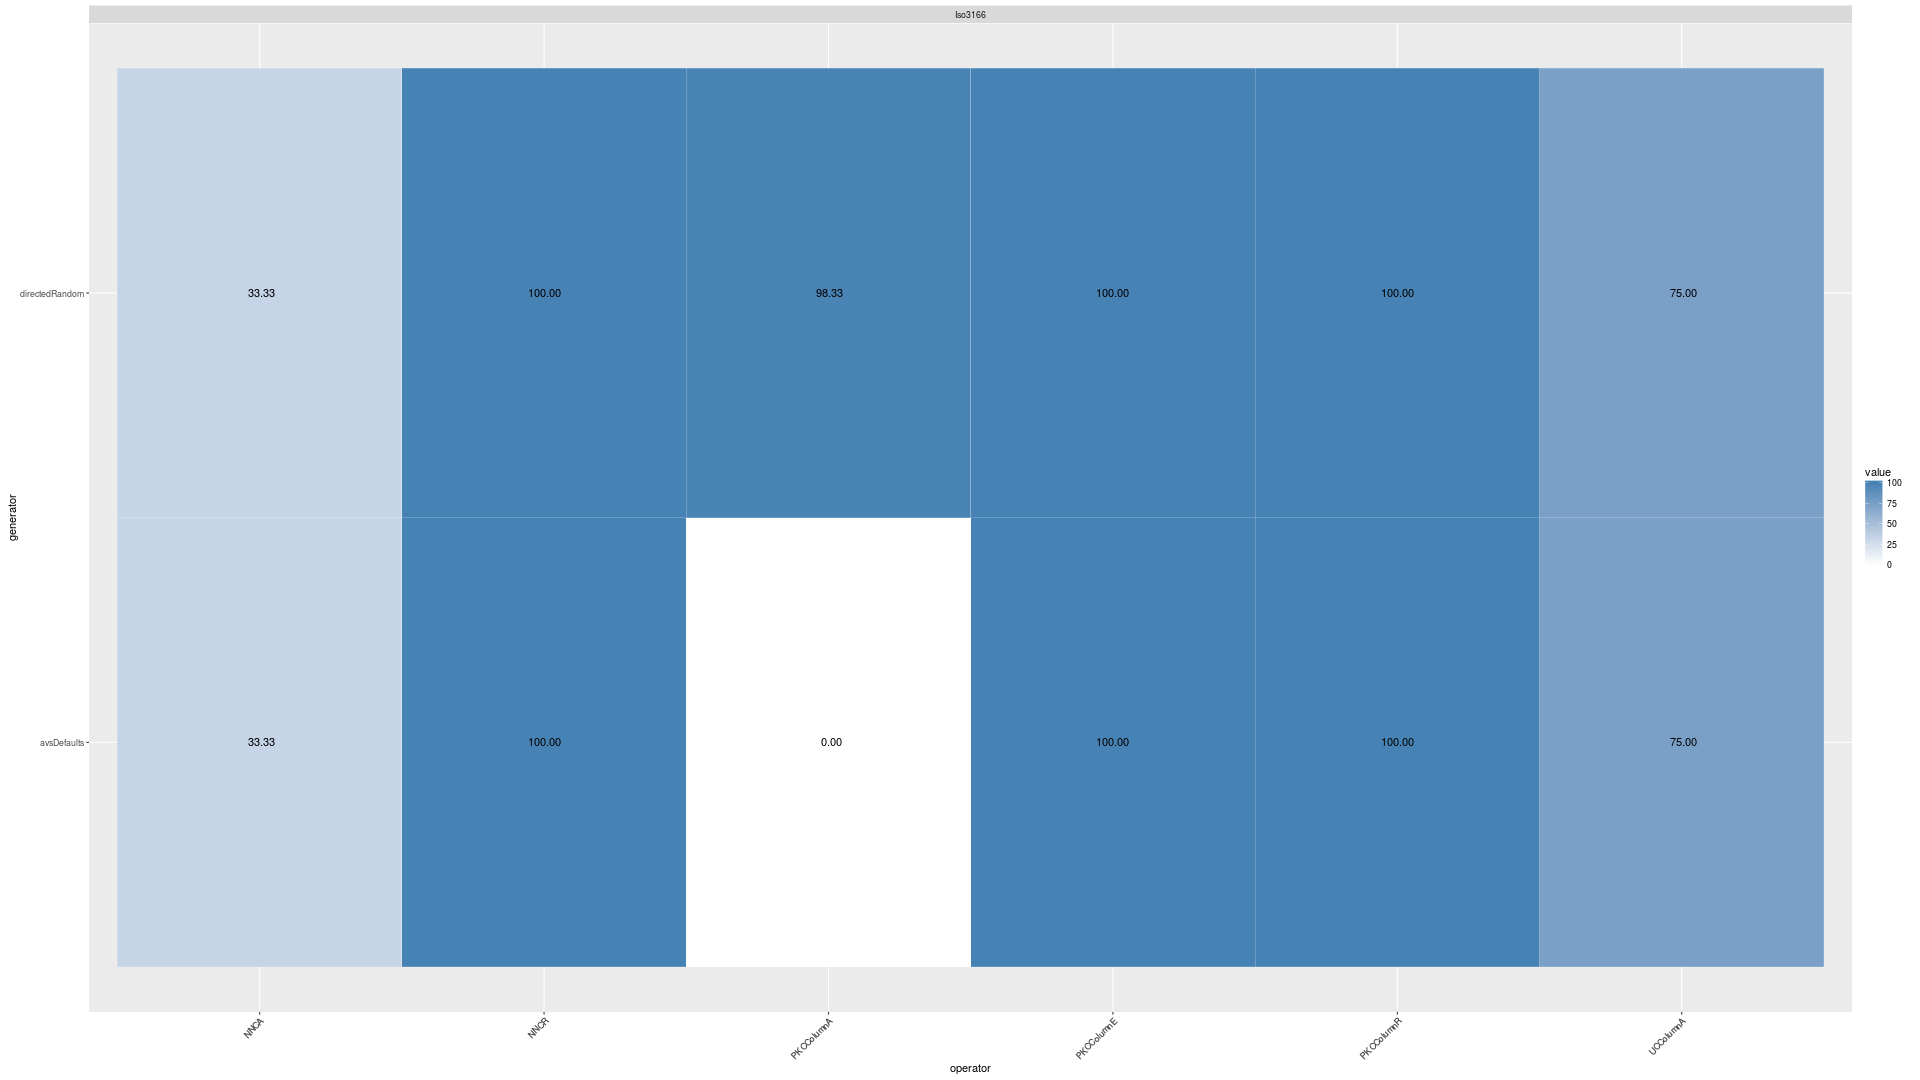 Iso3166
generator
directedRandom
33.33 100.00 98.33 100.00 100.00 75.00
avsDefaults
33.33 100.00 0.00 100.00 100.00 75.00
NNCA NNCR PKCColumnA PKCColumnE PKCColumnR UCColumnA
operator
value
100
75
50
25
0